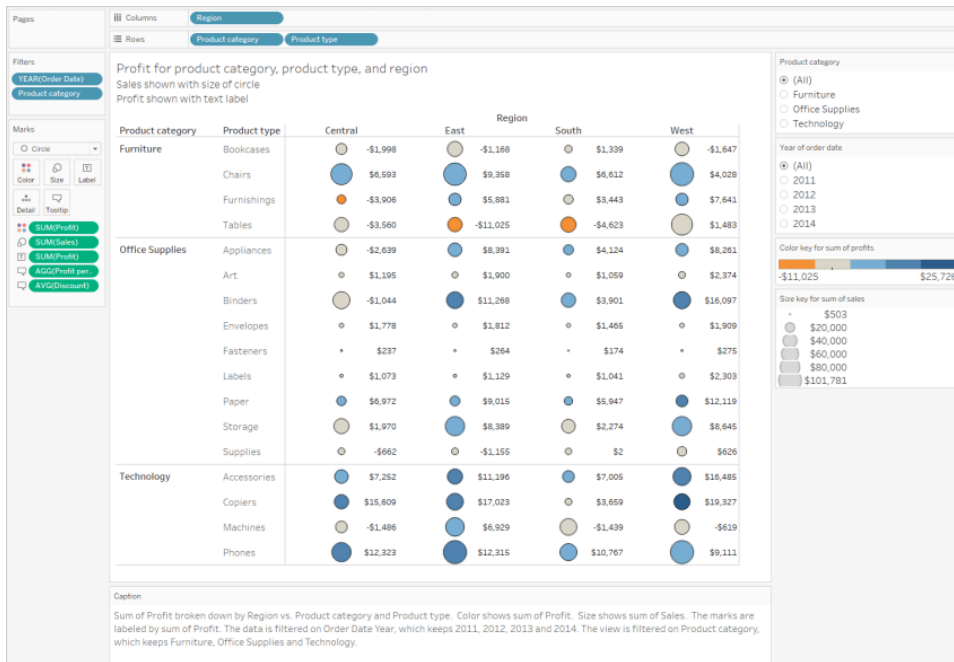 Pages
Columns
Region
Rows
Product category
Product type
Filters
YEAR(Order Date)
Product category
Marks
Circle
Color
Size
Label
Detail
Tooltip
SUM(Profit)
SUM(Sales)
SUM(Profit)
AGG(Profit per..
AVG(Discount)
Profit for product category, product type, and region
Sales shown with size of circle
Profit shown with text label
Region
Product category Product type Central East South West
Furniture Bookcases -$1,998 -$1,168 $1,339 -$1,647
Chairs $6,593 $9,358 $6,612 $4,028
Furnishings -$3,906 $5,881 $3,443 $7,641
Tables -$3,560 -$11,025 -$4,623 $1,483
Office Supplies Appliances -$2,639 $8,391 $4,124 $8,261
Art $1,195 $1,900 $1,059 $2,374
Binders -$1,044 $11,268 $3,901 $16,097
Envelopes $1,778 $1,812 $1,465 $1,909
Fasteners $237 $264 $174 $275
Labels $1,073 $1,129 $1,041 $2,303
Paper $6,972 $9,015 $5,947 $12,119
Storage $1,970 $8,389 $2,274 $8,645
Supplies -$662 -$1,155 $2 $626
Technology Accessories $7,252 $11,196 $7,005 $16,485
Copiers $15,609 $17,023 $3,659 $19,327
Machines -$1,486 $6,929 -$1,439 -$619
Phones $12,323 $12,315 $10,767 $9,111
Product category
(All)
Furniture
Office Supplies
Technology
Year of order date
(All)
2011
2012
2013
2014
Color key for sum of profits
-$11,025 $25,726
Size key for sum of sales
$503
$20,000
$40,000
$60,000
$80,000
$101,781
Caption
Sum of Profit broken down by Region vs. Product category and Product type. Color shows sum of Profit. Size shows sum of Sales. The marks are
labeled by sum of Profit. The data is filtered on Order Date Year, which keeps 2011, 2012, 2013 and 2014. The view is filtered on Product category,
which keeps Furniture, Office Supplies and Technology.